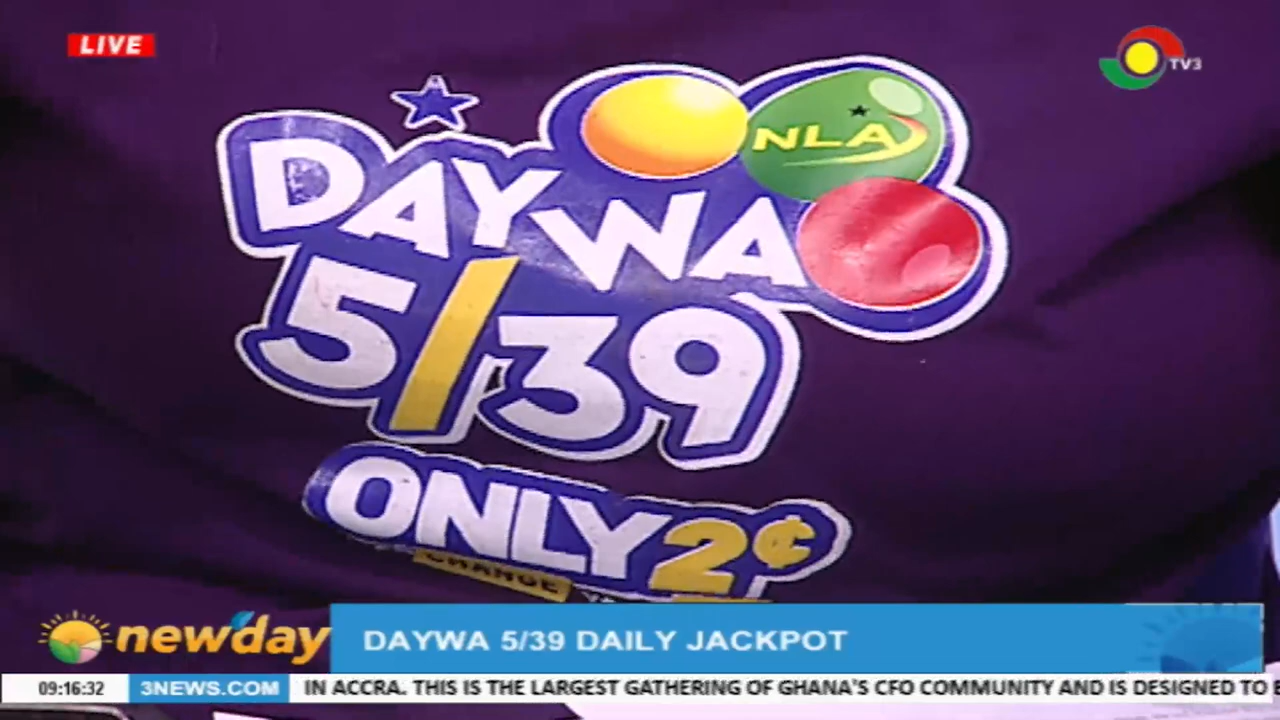 LIVE
TV3
NLA
DAYWA
5/39
ONLY 2¢
CHANGE
newday
DAYWA 5/39 DAILY JACKPOT
09:16:32
3NEWS.COM
IN ACCRA. THIS IS THE LARGEST GATHERING OF GHANA'S CFO COMMUNITY AND IS DESIGNED TO